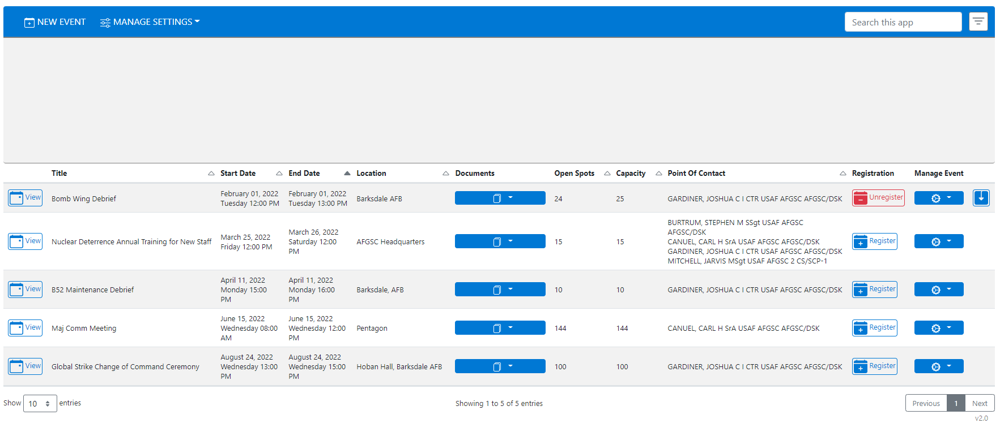 NEW EVENT MANAGE SETTINGS Search this app
Title Start Date End Date Location Documents Open Spots Capacity Point Of Contact Registration Manage Event
View Bomb Wing Debrief February 01, 2022 Tuesday 12:00 PM February 01, 2022 Tuesday 13:00 PM Barksdale AFB 24 25 GARDINER, JOSHUA C I CTR USAF AFGSC AFGSC/DSK Unregister
View Nuclear Deterrence Annual Training for New Staff March 25, 2022 Friday 12:00 PM March 26, 2022 Saturday 12:00 PM AFGSC Headquarters 15 15 BURTRUM, STEPHEN M SSgt USAF AFGSC AFGSC/DSK
CANUEL, CARL H SrA USAF AFGSC AFGSC/DSK
GARDINER, JOSHUA C I CTR USAF AFGSC AFGSC/DSK
MITCHELL, JARVIS MSgt USAF AFGSC 2 CS/SCP-1 Register
View B52 Maintenance Debrief April 11, 2022 Monday 15:00 PM April 11, 2022 Monday 16:00 PM Barksdale, AFB 10 10 GARDINER, JOSHUA C I CTR USAF AFGSC AFGSC/DSK Register
View Maj Comm Meeting June 15, 2022 Wednesday 08:00 AM June 15, 2022 Wednesday 12:00 PM Pentagon 144 144 CANUEL, CARL H SrA USAF AFGSC AFGSC/DSK Register
View Global Strike Change of Command Ceremony August 24, 2022 Wednesday 13:00 PM August 24, 2022 Wednesday 15:00 PM Hoban Hall, Barksdale AFB 100 100 GARDINER, JOSHUA C I CTR USAF AFGSC AFGSC/DSK Register
Show 10 entries Showing 1 to 5 of 5 entries Previous 1 Next
v2.0